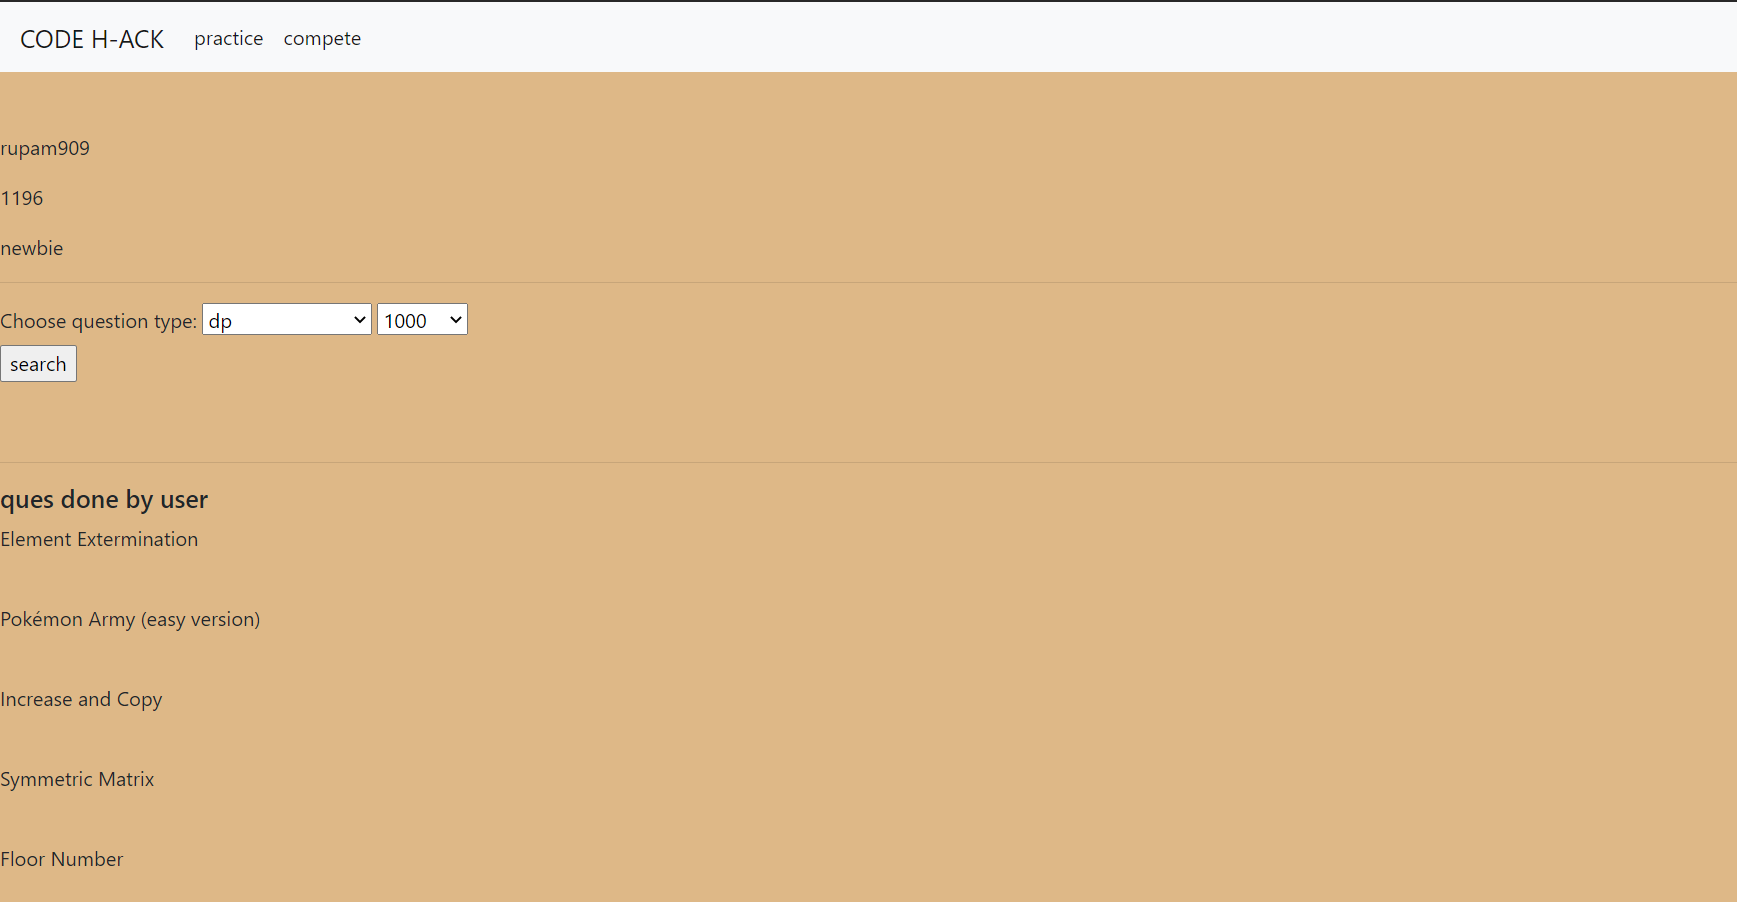 CODE H-ACK practice compete
rupam909
1196
newbie
Choose question type: dp 1000
search
ques done by user
Element Extermination
Pokémon Army (easy version)
Increase and Copy
Symmetric Matrix
Floor Number